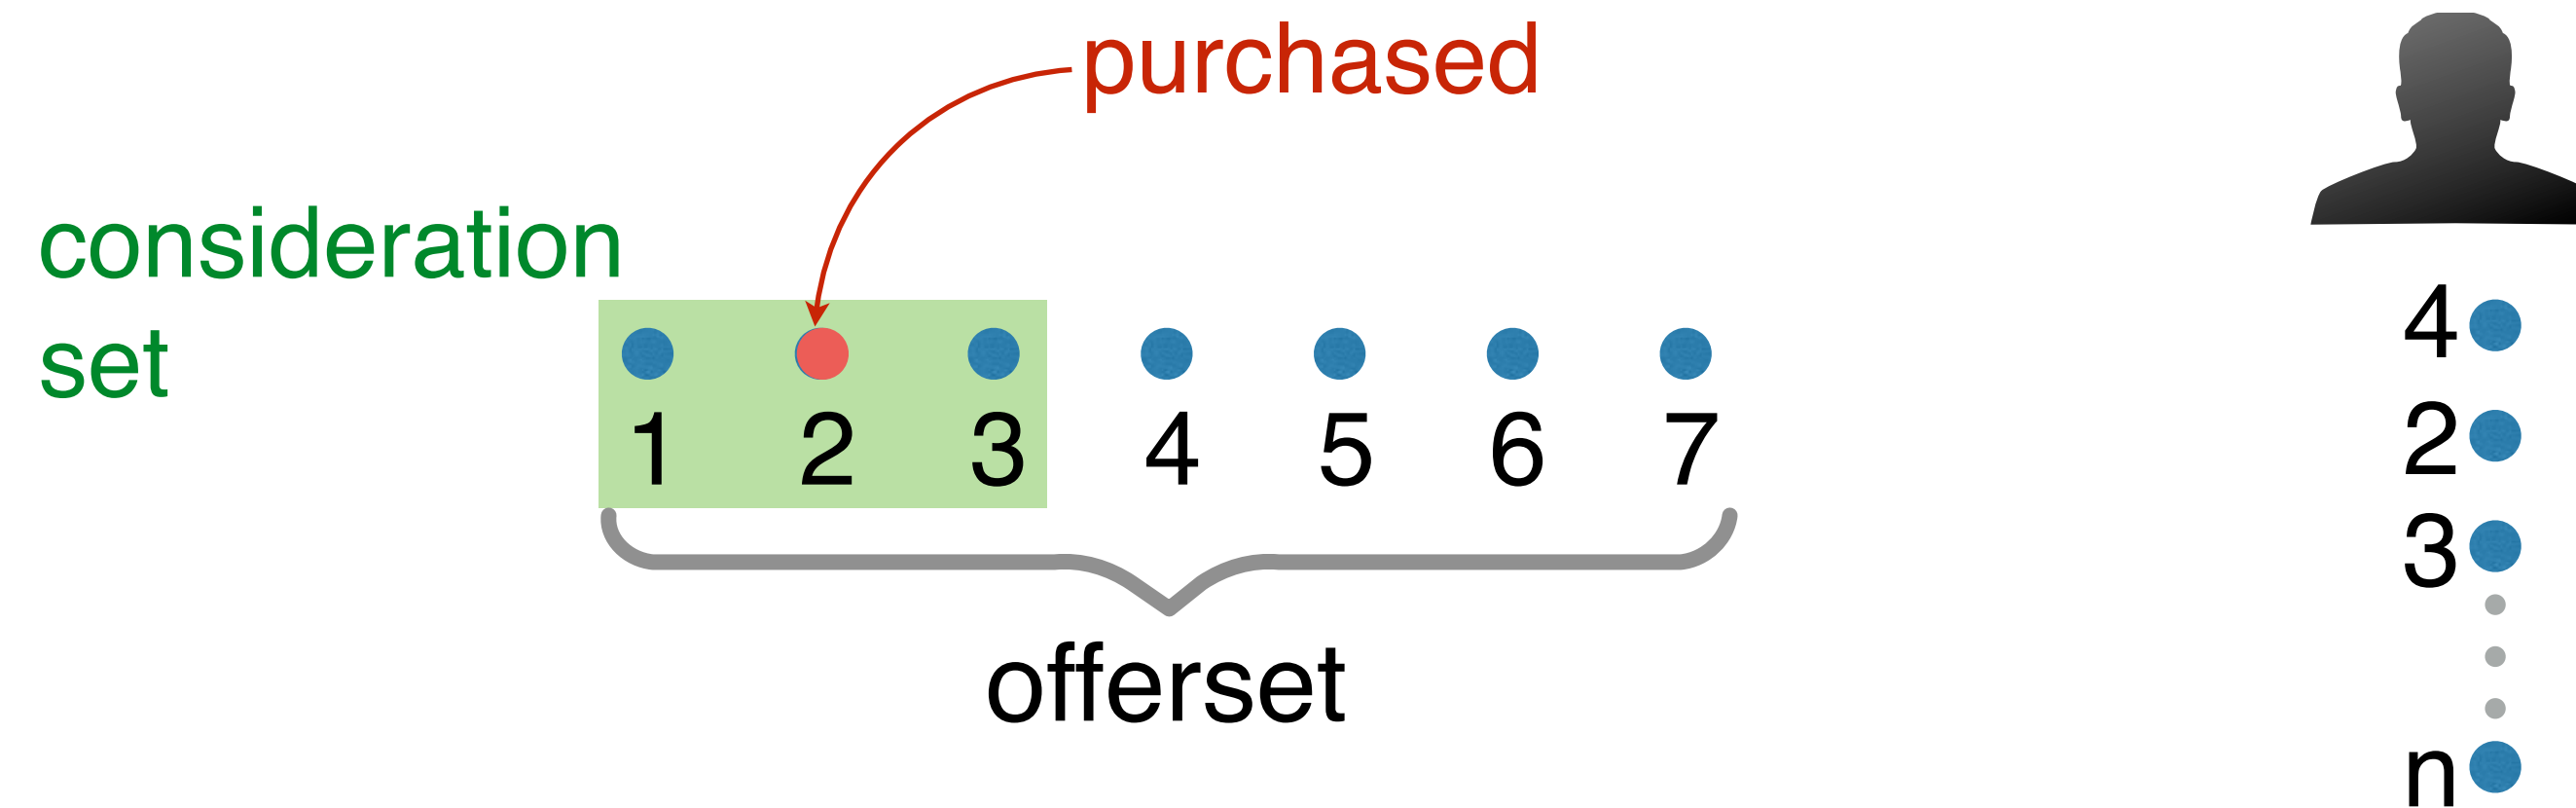 purchased
consideration
set
1 2 3 4 5 6 7
offerset
4
2
3
n